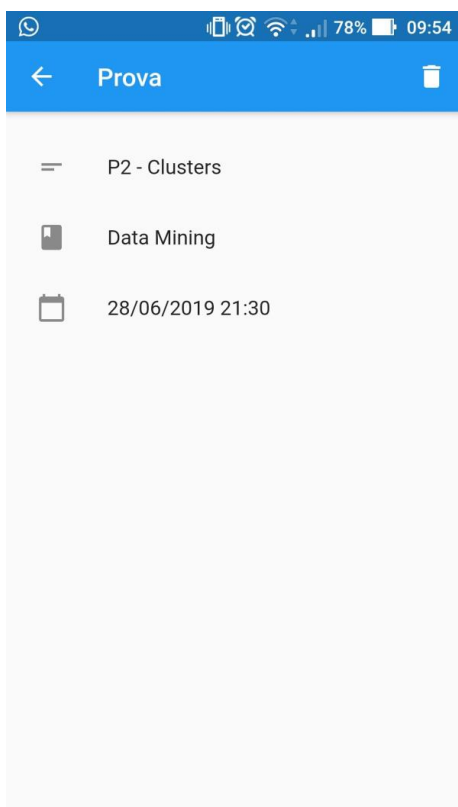 78% 09:54
Prova
P2 - Clusters
Data Mining
28/06/2019 21:30